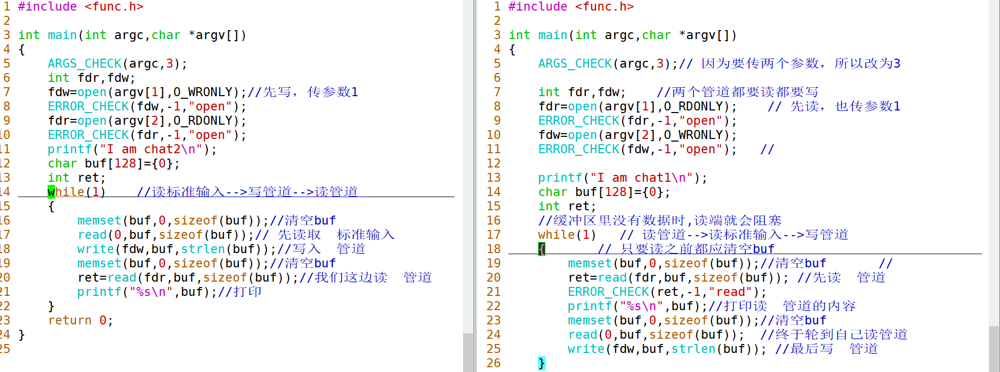 1 #include <func.h>
2
3 int main(int argc,char *argv[])
4 {
5     ARGS_CHECK(argc,3);
6     int fdr,fdw;
7     fdw=open(argv[1],O_WRONLY);//先写，传参数1
8     ERROR_CHECK(fdw,-1,"open");
9     fdr=open(argv[2],O_RDONLY);
10     ERROR_CHECK(fdr,-1,"open");
11     printf("I am chat2\n");
12     char buf[128]={0};
13     int ret;
14     while(1)    //读标准输入-->写管道-->读管道
15     {
16         memset(buf,0,sizeof(buf));//清空buf
17         read(0,buf,sizeof(buf));// 先读取  标准输入
18         write(fdw,buf,strlen(buf));//写入  管道
19         memset(buf,0,sizeof(buf));//清空buf
20         ret=read(fdr,buf,sizeof(buf));//我们这边读  管道
21         printf("%s\n",buf);//打印
22     }
23     return 0;
24 }
25
1 #include <func.h>
2
3 int main(int argc,char *argv[])
4 {
5     ARGS_CHECK(argc,3);// 因为要传两个参数，所以改为3
6
7     int fdr,fdw;    //两个管道都要读都要写
8     fdr=open(argv[1],O_RDONLY);    // 先读，也传参数1
9     ERROR_CHECK(fdr,-1,"open");
10     fdw=open(argv[2],O_WRONLY);
11     ERROR_CHECK(fdw,-1,"open");   //
12
13     printf("I am chat1\n");
14     char buf[128]={0};
15     int ret;
16     //缓冲区里没有数据时,读端就会阻塞
17     while(1)   // 读管道-->读标准输入-->写管道
18     {       // 只要读之前都应清空buf
19         memset(buf,0,sizeof(buf));//清空buf       //
20         ret=read(fdr,buf,sizeof(buf)); //先读  管道
21         ERROR_CHECK(ret,-1,"read");
22         printf("%s\n",buf);//打印读  管道的内容
23         memset(buf,0,sizeof(buf));//清空buf
24         read(0,buf,sizeof(buf));  //终于轮到自己读管道
25         write(fdw,buf,strlen(buf)); //最后写  管道
26     }